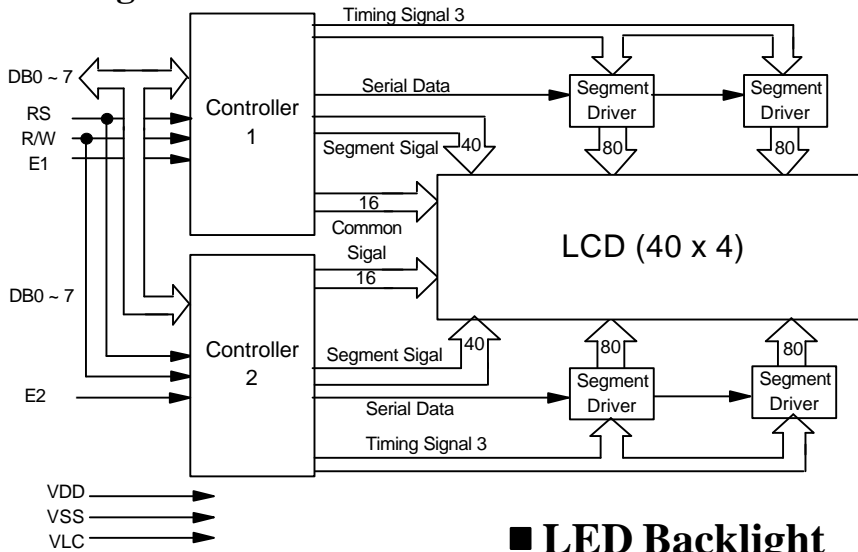 Timing Signal 3
DB0 ~ 7
Serial Data
Segment
Driver
Segment
Driver
RS
Controller
1
R/W
E1
Segment Sigal
40
80
80
16
Common
Sigal
LCD (40 x 4)
16
DB0 ~ 7
Controller
2
Segment Sigal
40
80
80
Segment
Driver
Segment
Driver
E2
Serial Data
Timing Signal 3
VDD
VSS
VLC
■ LED Backlight